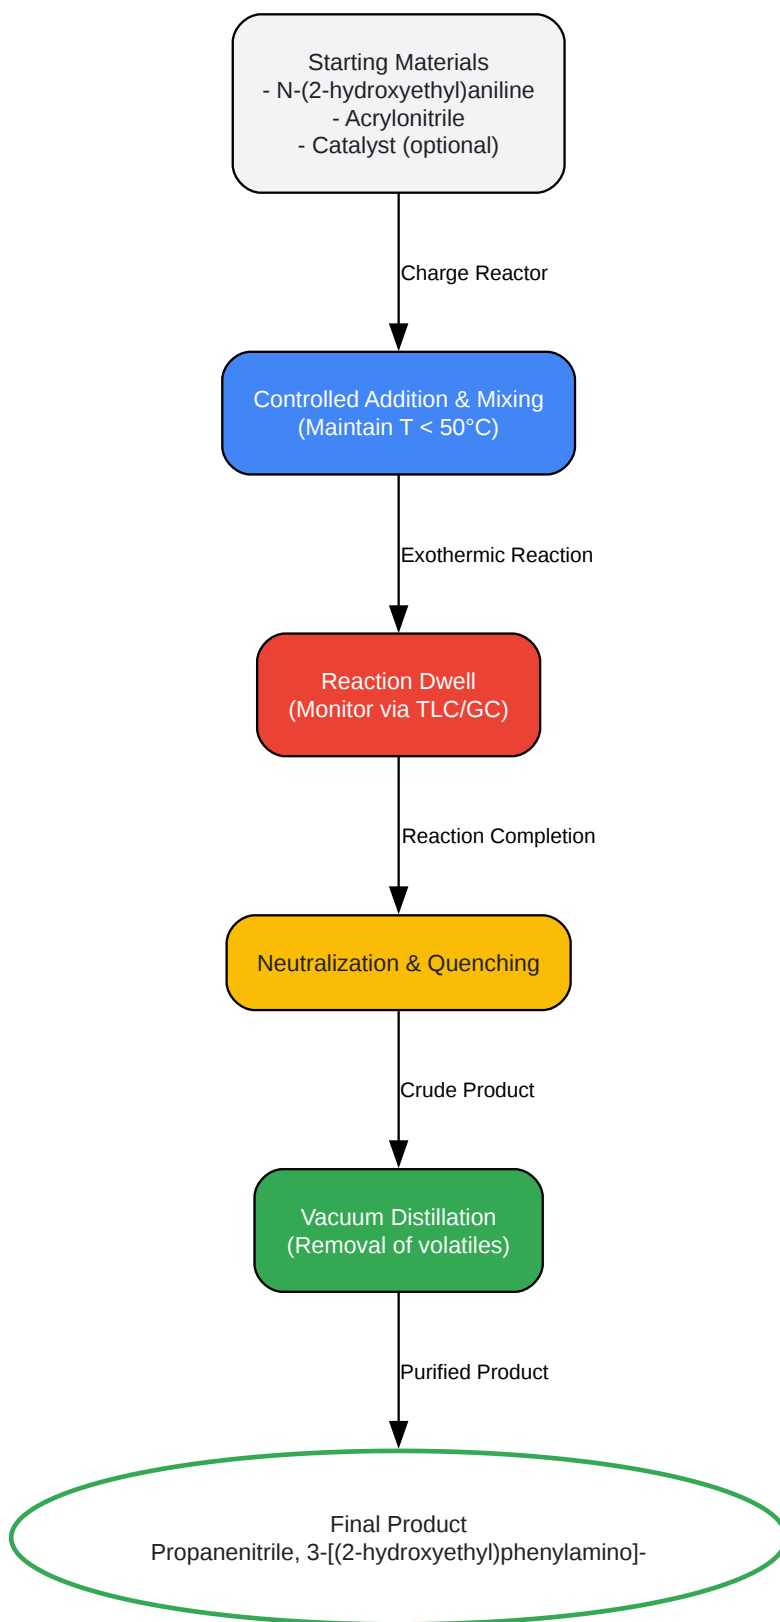 Starting Materials
- N-(2-hydroxyethyl)aniline
- Acrylonitrile
- Catalyst (optional)
Charge Reactor
Controlled Addition & Mixing
(Maintain T < 50°C)
Exothermic Reaction
Reaction Dwell
(Monitor via TLC/GC)
Reaction Completion
Neutralization & Quenching
Crude Product
Vacuum Distillation
(Removal of volatiles)
Purified Product
Final Product
Propanenitrile, 3-[(2-hydroxyethyl)phenylamino]-